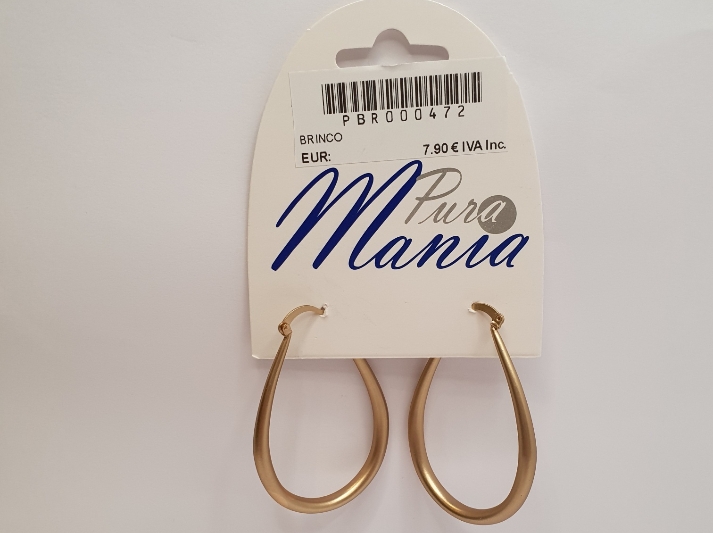 PBR000472
BRINCO
EUR: 7.90 € IVA Inc.
Pura
Mania